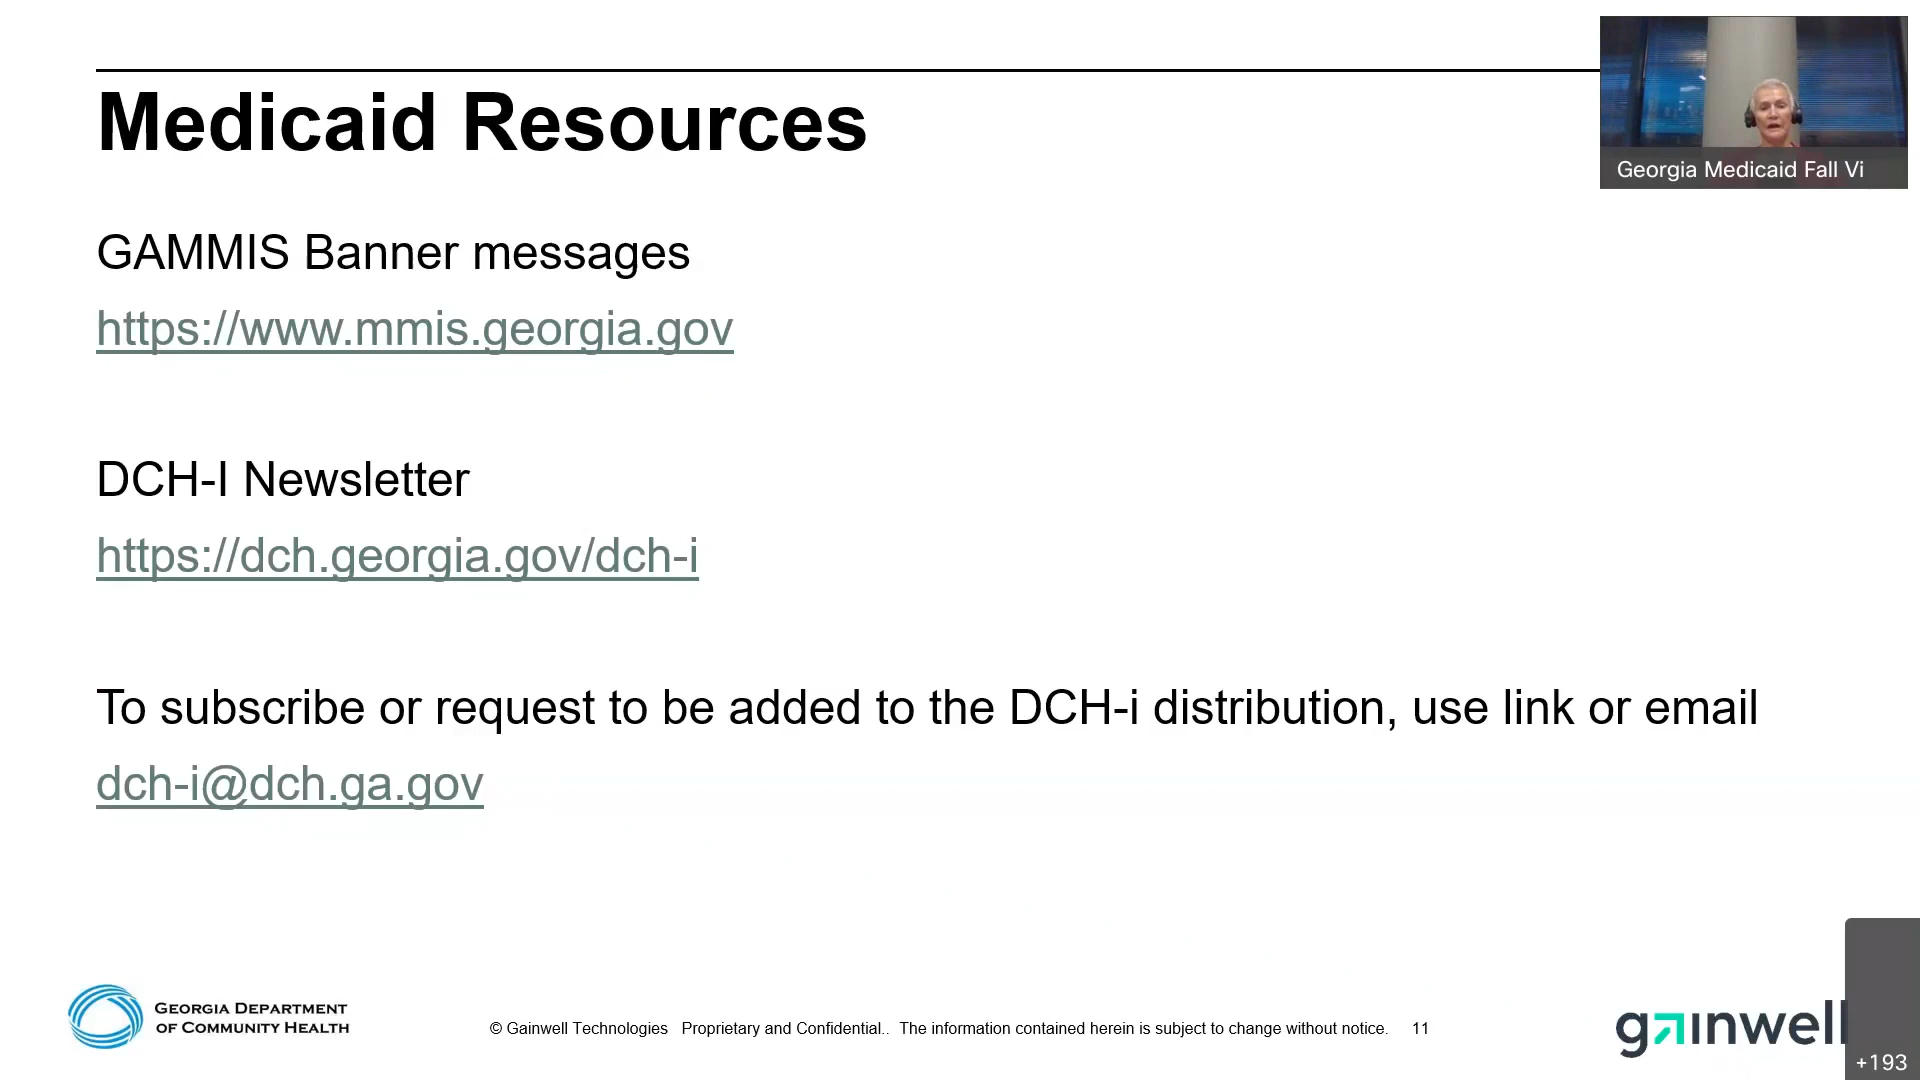 Medicaid Resources
Georgia Medicaid Fall Vi
GAMMIS Banner messages
https://www.mmis.georgia.gov
DCH-I Newsletter
https://dch.georgia.gov/dch-i
To subscribe or request to be added to the DCH-i distribution, use link or email
dch-i@dch.ga.gov
GEORGIA DEPARTMENT
OF COMMUNITY HEALTH
© Gainwell Technologies Proprietary and Confidential.. The information contained herein is subject to change without notice. 11
gainwell
+193